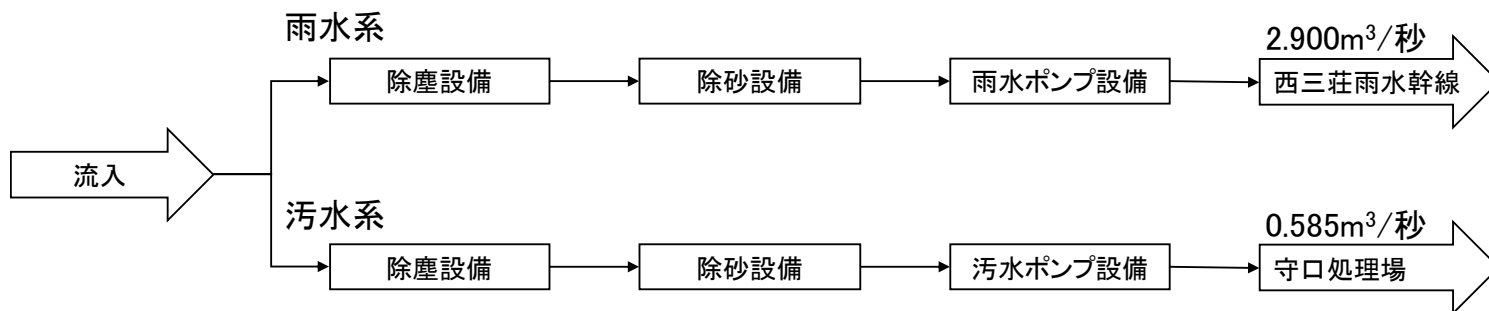 雨水系
除塵設備
除砂設備
雨水ポンプ設備
2.900m³/秒
西三荘雨水幹線
流入
汚水系
除塵設備
除砂設備
汚水ポンプ設備
0.585m³/秒
守口処理場